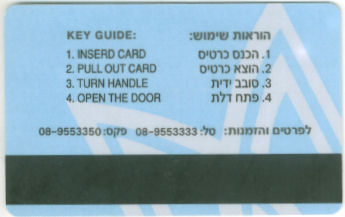 KEY GUIDE:
1. INSERD CARD
2. PULL OUT CARD
3. TURN HANDLE
4. OPEN THE DOOR
הוראות שימוש:
1. הכנס כרטיס
2. הוצא כרטיס
3. סובב ידית
4. פתח דלת
לפרטים והזמנות: טל: 08-9553333 פקס: 08-9553350